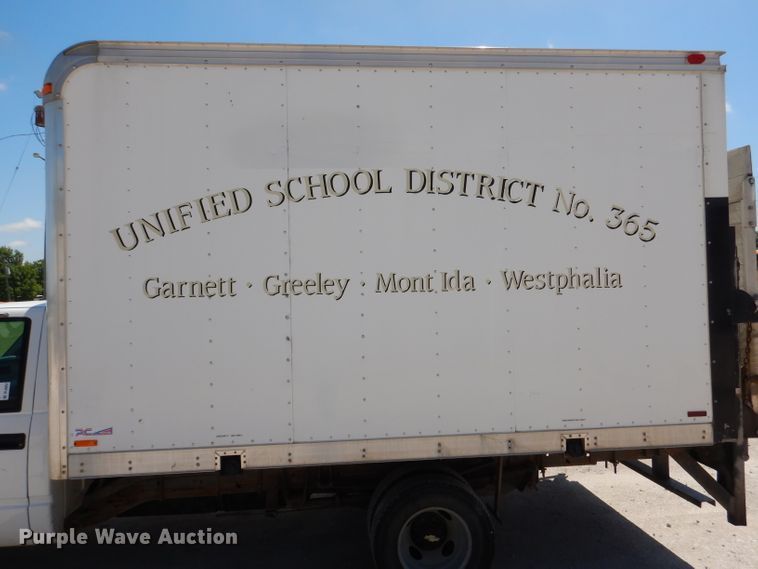 UNIFIED SCHOOL DISTRICT No. 365
Garnett · Greeley · Mont Ida · Westphalia
Purple Wave Auction